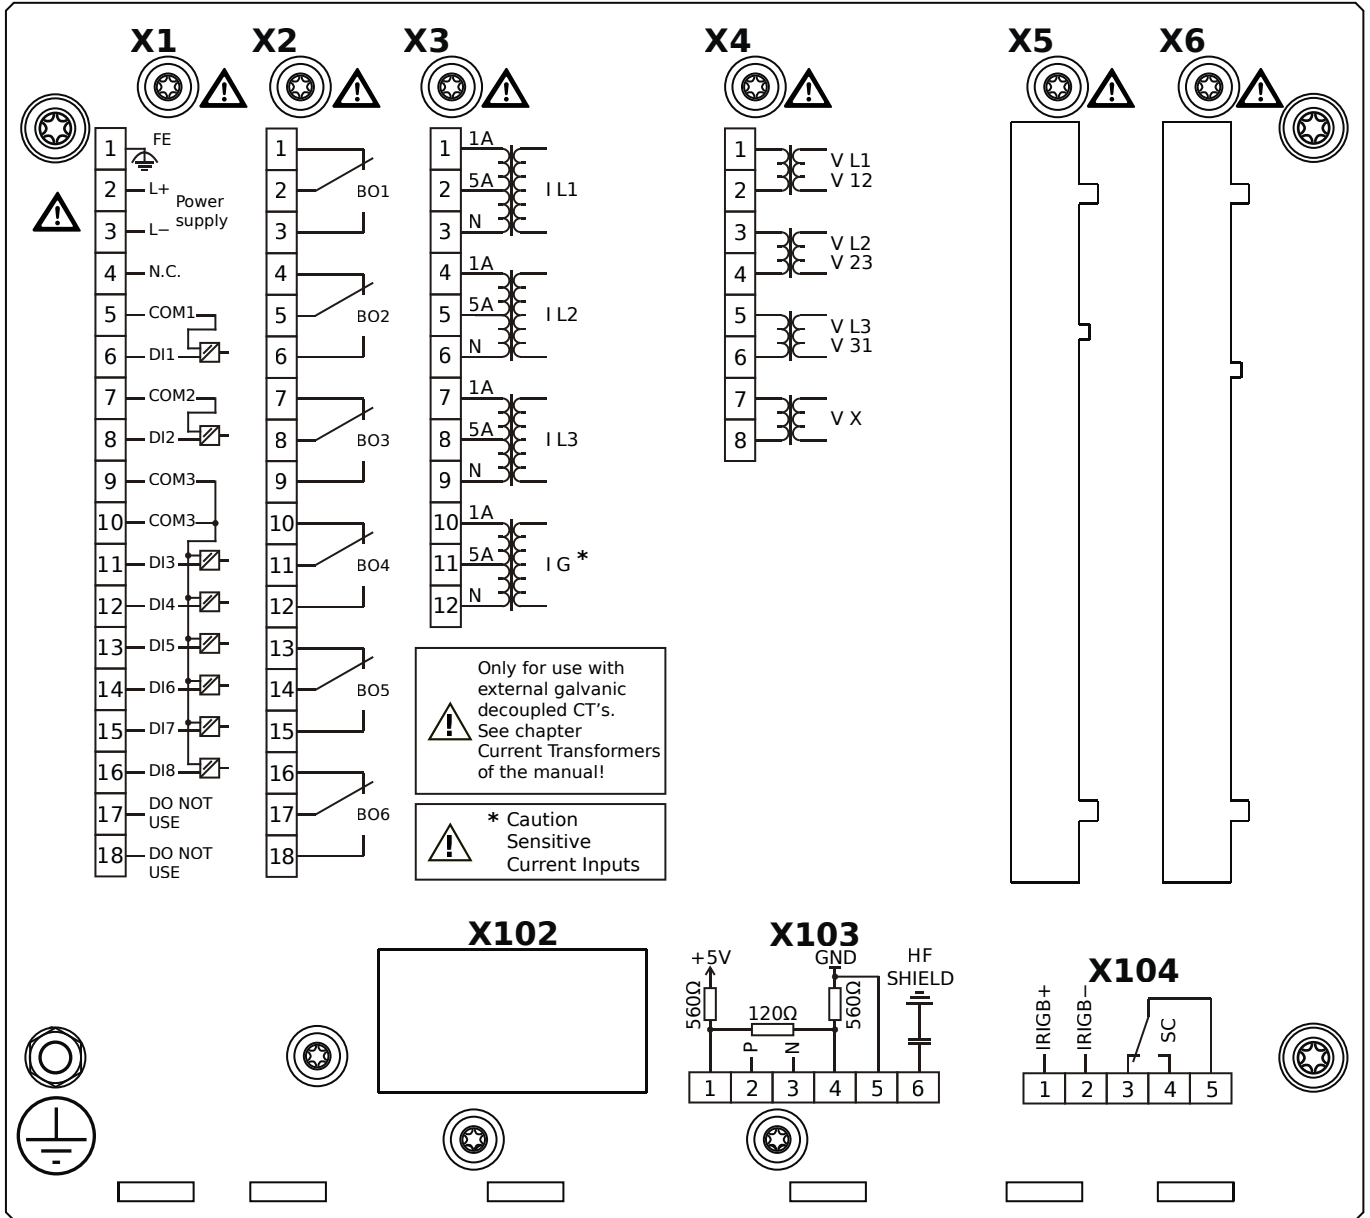 X1
X2
X3
X4
X5
X6
1
FE
2
L+
Power
supply
3
L−
4
N.C.
5
COM1
6
DI1
7
COM2
8
DI2
9
COM3
10
COM3
11
DI3
12
DI4
13
DI5
14
DI6
15
DI7
16
DI8
17
DO NOT
USE
18
DO NOT
USE
1
2
BO1
3
4
5
BO2
6
7
8
BO3
9
10
11
BO4
12
13
14
BO5
15
16
17
BO6
18
1
1A
2
5A
I L1
3
N
4
1A
5
5A
I L2
6
N
7
1A
8
5A
I L3
9
N
10
1A
11
5A
I G *
12
N
Only for use with
external galvanic
decoupled CT's.
See chapter
Current Transformers
of the manual!
* Caution
Sensitive
Current Inputs
1
V L1
2
V 12
3
V L2
4
V 23
5
V L3
6
V 31
7
V X
8
X102
X103
+5V
GND
HF
SHIELD
560Ω
120Ω
560Ω
P
N
1
2
3
4
5
6
X104
IRIGB+
IRIGB−
SC
1
2
3
4
5